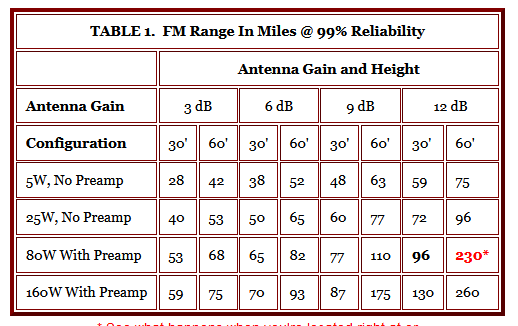 TABLE 1. FM Range In Miles @ 99% Reliability
Antenna Gain and Height
Antenna Gain 3 dB 6 dB 9 dB 12 dB
Configuration 30' 60' 30' 60' 30' 60' 30' 60'
5W, No Preamp 28 42 38 52 48 63 59 75
25W, No Preamp 40 53 50 65 60 77 72 96
80W With Preamp 53 68 65 82 77 110 96 230*
160W With Preamp 59 75 70 93 87 175 130 260
* See what happens when you're located right at or